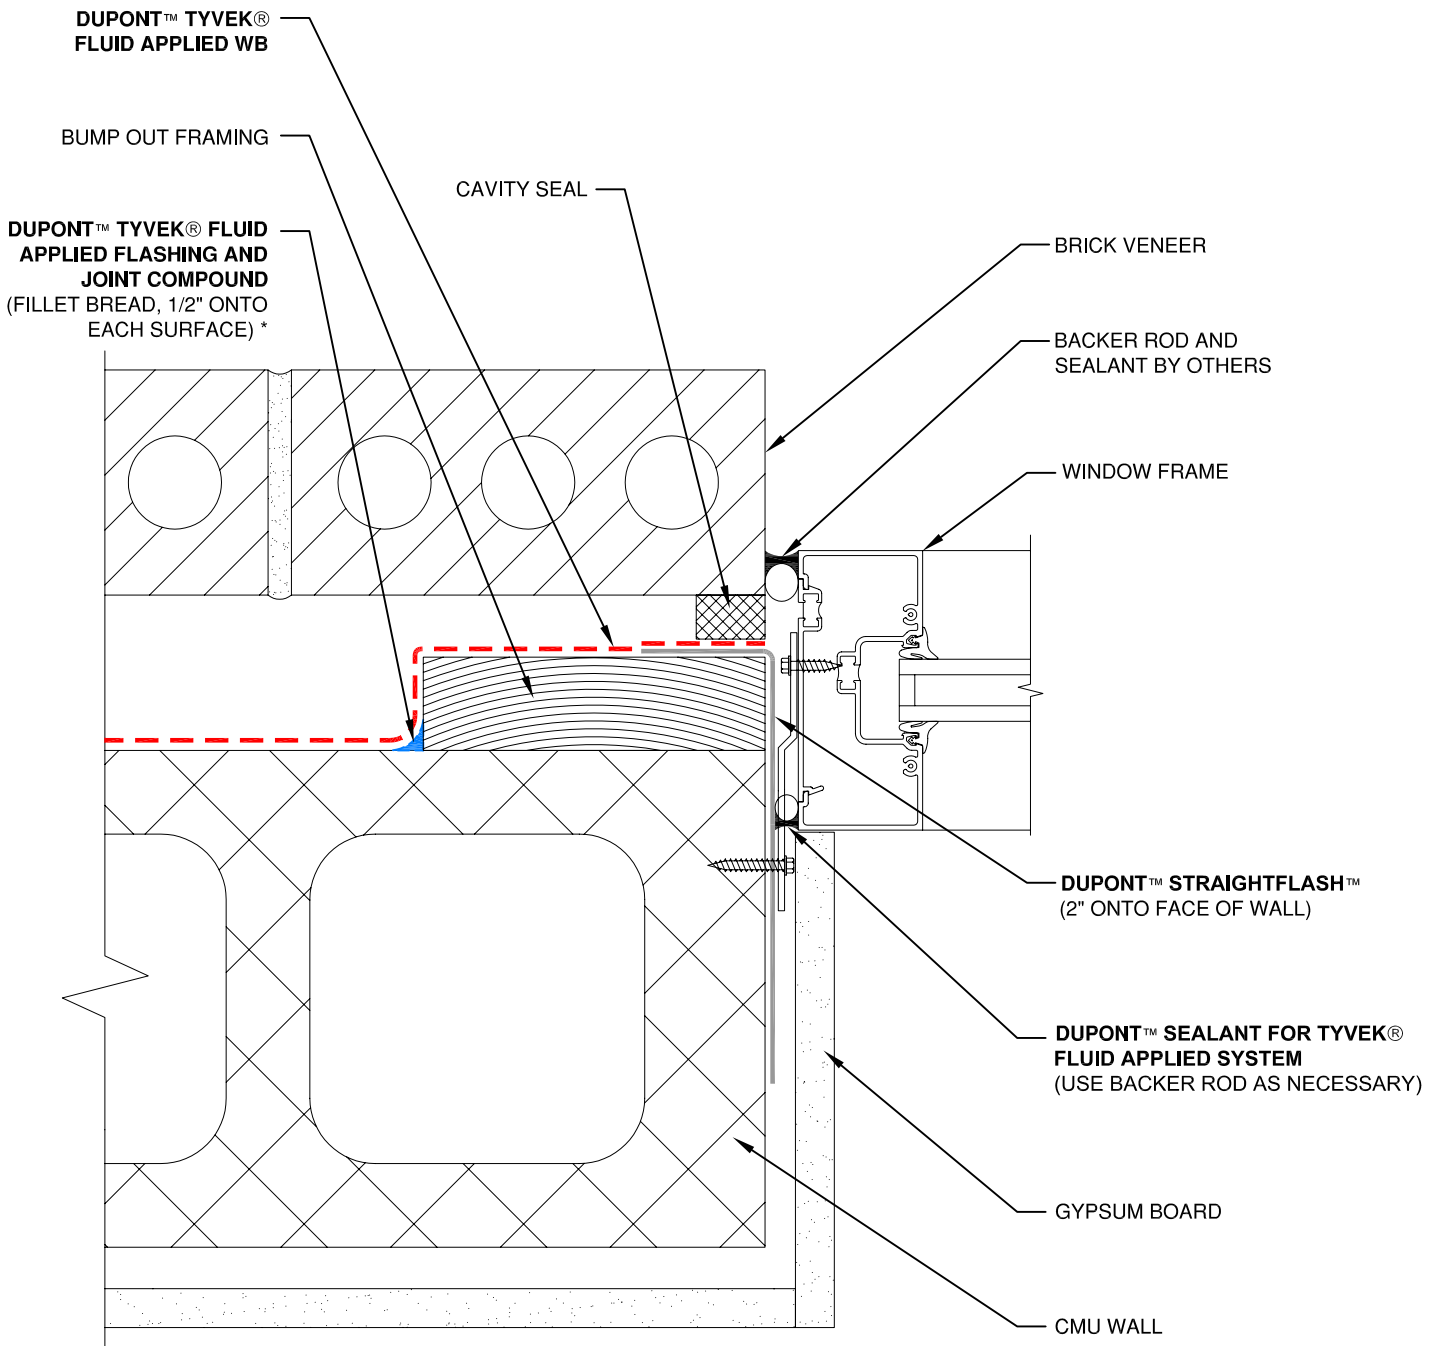 DUPONT™ TYVEK®
FLUID APPLIED WB
BUMP OUT FRAMING
CAVITY SEAL
DUPONT™ TYVEK® FLUID
APPLIED FLASHING AND
JOINT COMPOUND
(FILLET BREAD, 1/2" ONTO
EACH SURFACE) *
BRICK VENEER
BACKER ROD AND
SEALANT BY OTHERS
WINDOW FRAME
DUPONT™ STRAIGHTFLASH™
(2" ONTO FACE OF WALL)
DUPONT™ SEALANT FOR TYVEK®
FLUID APPLIED SYSTEM
(USE BACKER ROD AS NECESSARY)
GYPSUM BOARD
CMU WALL